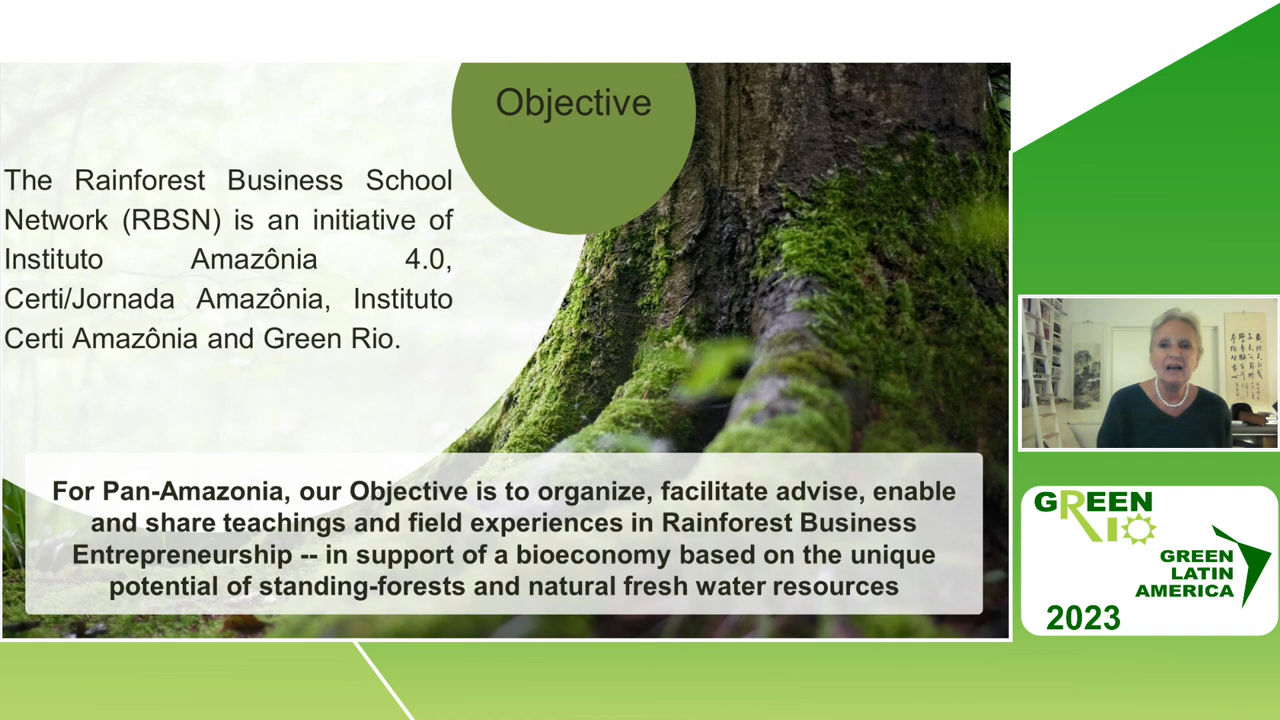 Objective
The Rainforest Business School
Network (RBSN) is an initiative of
Instituto Amazônia 4.0,
Certi/Jornada Amazônia, Instituto
Certi Amazônia and Green Rio.
For Pan-Amazonia, our Objective is to organize, facilitate advise, enable
and share teachings and field experiences in Rainforest Business
Entrepreneurship -- in support of a bioeconomy based on the unique
potential of standing-forests and natural fresh water resources
GREEN
RIO
GREEN
LATIN
AMERICA
2023